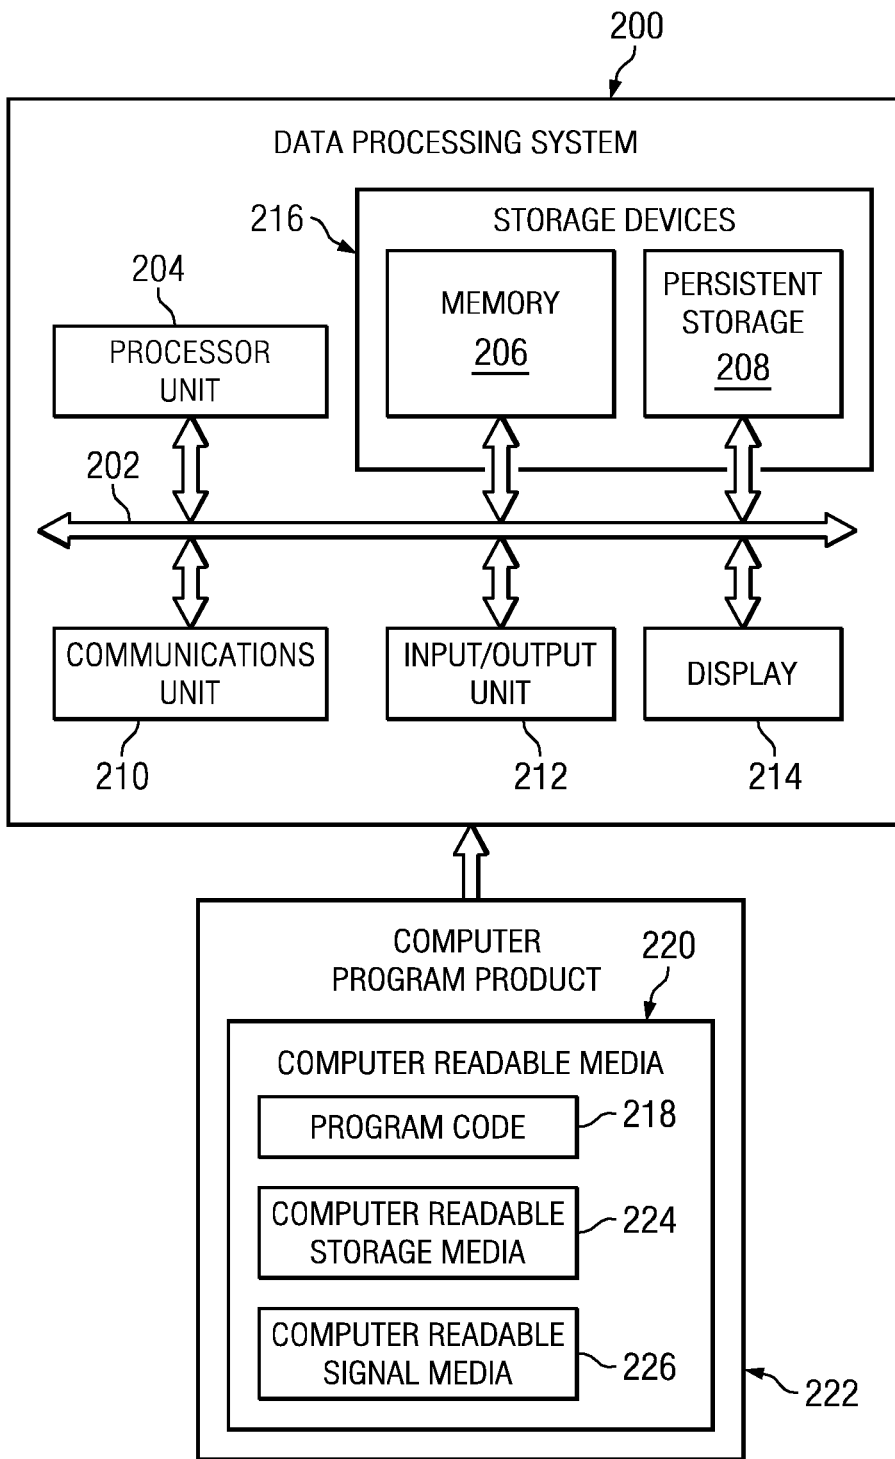 200
DATA PROCESSING SYSTEM
216
STORAGE DEVICES
204
MEMORY
206
PERSISTENT
STORAGE
208
PROCESSOR
UNIT
202
COMMUNICATIONS
UNIT
INPUT/OUTPUT
UNIT
DISPLAY
210
212
214
COMPUTER
PROGRAM PRODUCT
220
COMPUTER READABLE MEDIA
PROGRAM CODE
218
COMPUTER READABLE
STORAGE MEDIA
224
COMPUTER READABLE
SIGNAL MEDIA
226
222